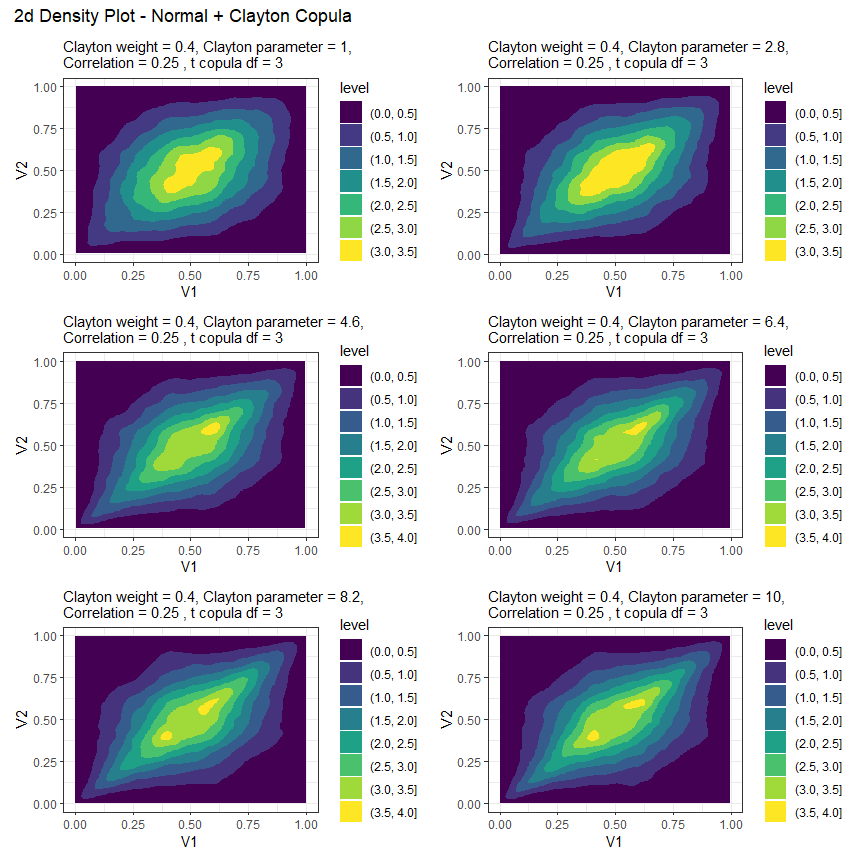 2d Density Plot - Normal + Clayton Copula
Clayton weight = 0.4, Clayton parameter = 1,
Correlation = 0.25 , t copula df = 3
V2
1.00
0.75
0.50
0.25
0.00
0.00 0.25 0.50 0.75 1.00
V1
level
(0.0, 0.5]
(0.5, 1.0]
(1.0, 1.5]
(1.5, 2.0]
(2.0, 2.5]
(2.5, 3.0]
(3.0, 3.5]
Clayton weight = 0.4, Clayton parameter = 2.8,
Correlation = 0.25 , t copula df = 3
V2
1.00
0.75
0.50
0.25
0.00
0.00 0.25 0.50 0.75 1.00
V1
level
(0.0, 0.5]
(0.5, 1.0]
(1.0, 1.5]
(1.5, 2.0]
(2.0, 2.5]
(2.5, 3.0]
(3.0, 3.5]
Clayton weight = 0.4, Clayton parameter = 4.6,
Correlation = 0.25 , t copula df = 3
V2
1.00
0.75
0.50
0.25
0.00
0.00 0.25 0.50 0.75 1.00
V1
level
(0.0, 0.5]
(0.5, 1.0]
(1.0, 1.5]
(1.5, 2.0]
(2.0, 2.5]
(2.5, 3.0]
(3.0, 3.5]
(3.5, 4.0]
Clayton weight = 0.4, Clayton parameter = 6.4,
Correlation = 0.25 , t copula df = 3
V2
1.00
0.75
0.50
0.25
0.00
0.00 0.25 0.50 0.75 1.00
V1
level
(0.0, 0.5]
(0.5, 1.0]
(1.0, 1.5]
(1.5, 2.0]
(2.0, 2.5]
(2.5, 3.0]
(3.0, 3.5]
(3.5, 4.0]
Clayton weight = 0.4, Clayton parameter = 8.2,
Correlation = 0.25 , t copula df = 3
V2
1.00
0.75
0.50
0.25
0.00
0.00 0.25 0.50 0.75 1.00
V1
level
(0.0, 0.5]
(0.5, 1.0]
(1.0, 1.5]
(1.5, 2.0]
(2.0, 2.5]
(2.5, 3.0]
(3.0, 3.5]
(3.5, 4.0]
Clayton weight = 0.4, Clayton parameter = 10,
Correlation = 0.25 , t copula df = 3
V2
1.00
0.75
0.50
0.25
0.00
0.00 0.25 0.50 0.75 1.00
V1
level
(0.0, 0.5]
(0.5, 1.0]
(1.0, 1.5]
(1.5, 2.0]
(2.0, 2.5]
(2.5, 3.0]
(3.0, 3.5]
(3.5, 4.0]